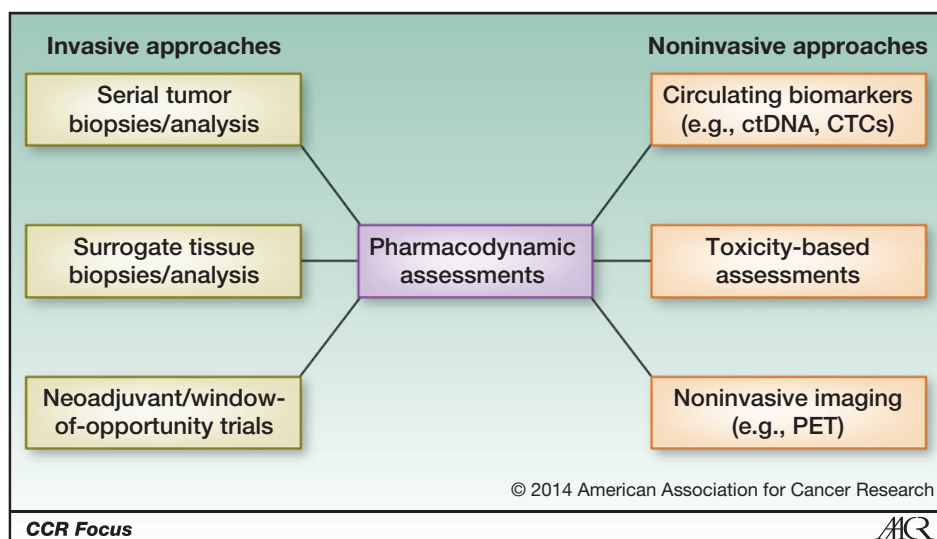 Invasive approaches
Serial tumor
biopsies/analysis
Surrogate tissue
biopsies/analysis
Neoadjuvant/window-
of-opportunity trials
Pharmacodynamic
assessments
Noninvasive approaches
Circulating biomarkers
(e.g., ctDNA, CTCs)
Toxicity-based
assessments
Noninvasive imaging
(e.g., PET)
© 2014 American Association for Cancer Research
CCR Focus
AACR